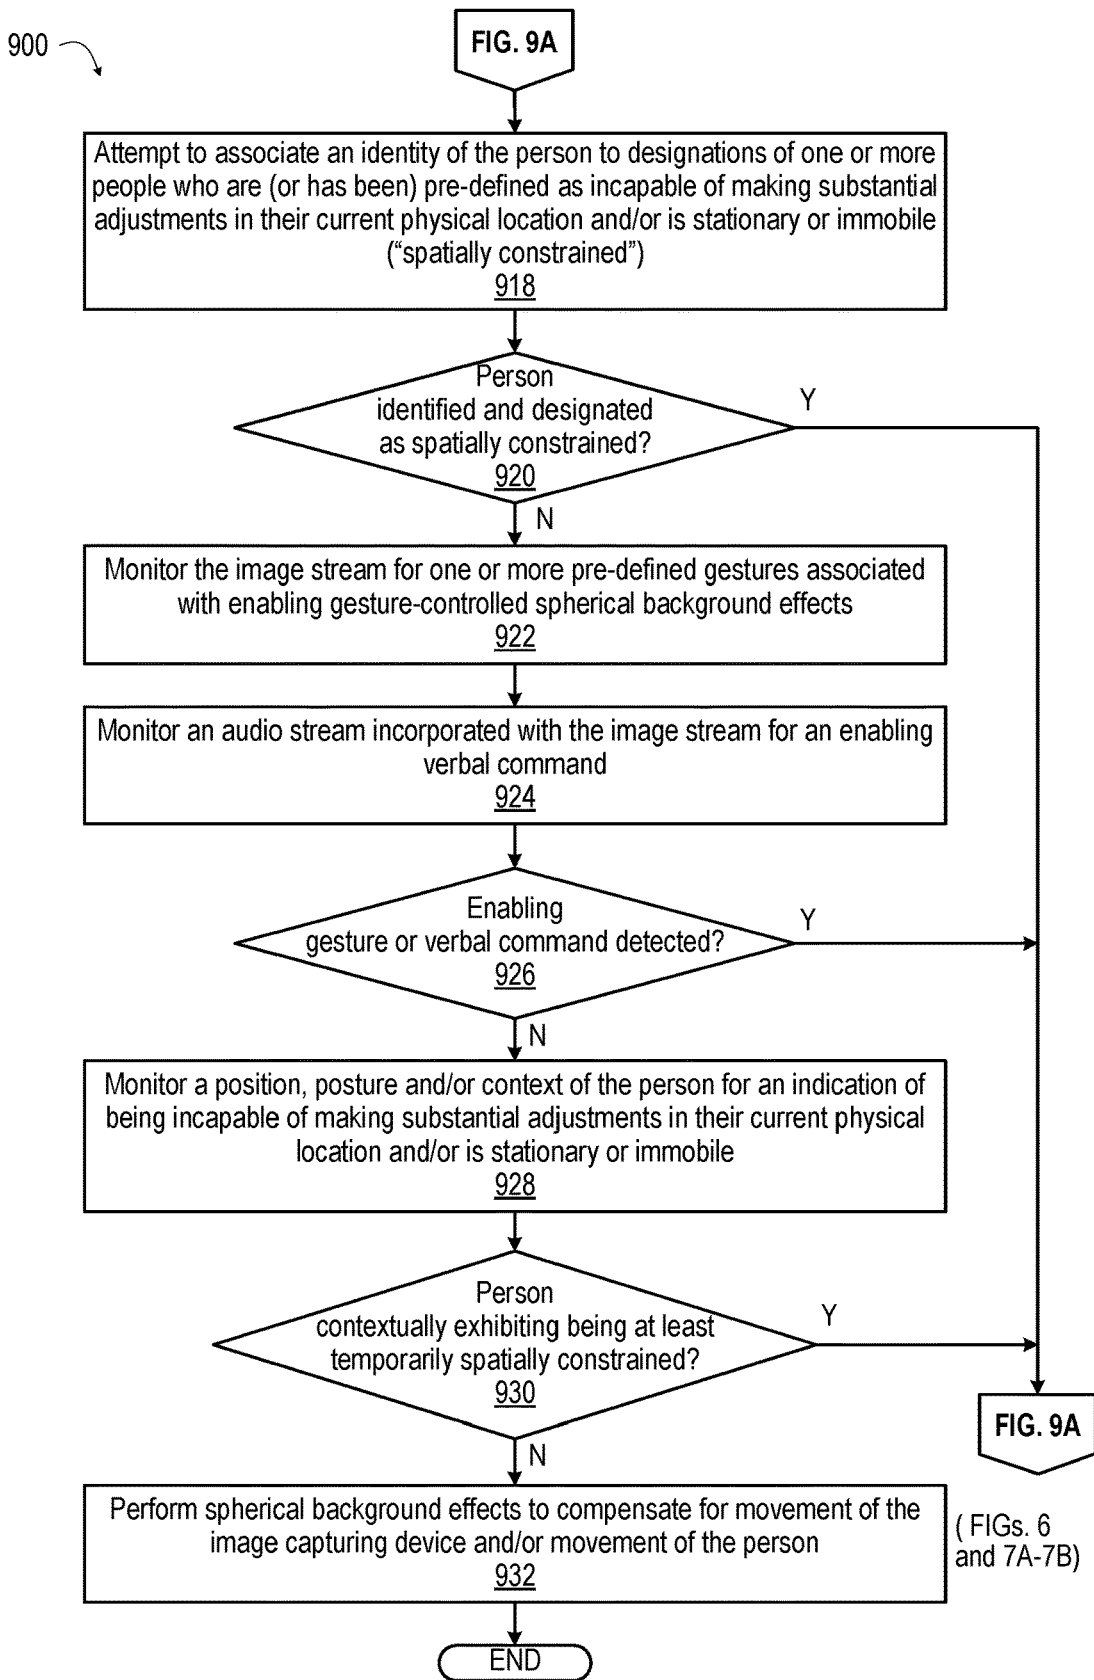 900
FIG. 9A
Attempt to associate an identity of the person to designations of one or more
people who are (or has been) pre-defined as incapable of making substantial
adjustments in their current physical location and/or is stationary or immobile
(“spatially constrained”)
918
Person
identified and designated
as spatially constrained?
920
Y
N
Monitor the image stream for one or more pre-defined gestures associated
with enabling gesture-controlled spherical background effects
922
Monitor an audio stream incorporated with the image stream for an enabling
verbal command
924
Enabling
gesture or verbal command detected?
926
Y
N
Monitor a position, posture and/or context of the person for an indication of
being incapable of making substantial adjustments in their current physical
location and/or is stationary or immobile
928
Person
contextually exhibiting being at least
temporarily spatially constrained?
930
Y
FIG. 9A
N
Perform spherical background effects to compensate for movement of the
image capturing device and/or movement of the person
932
( FIGs. 6
and 7A-7B)
END